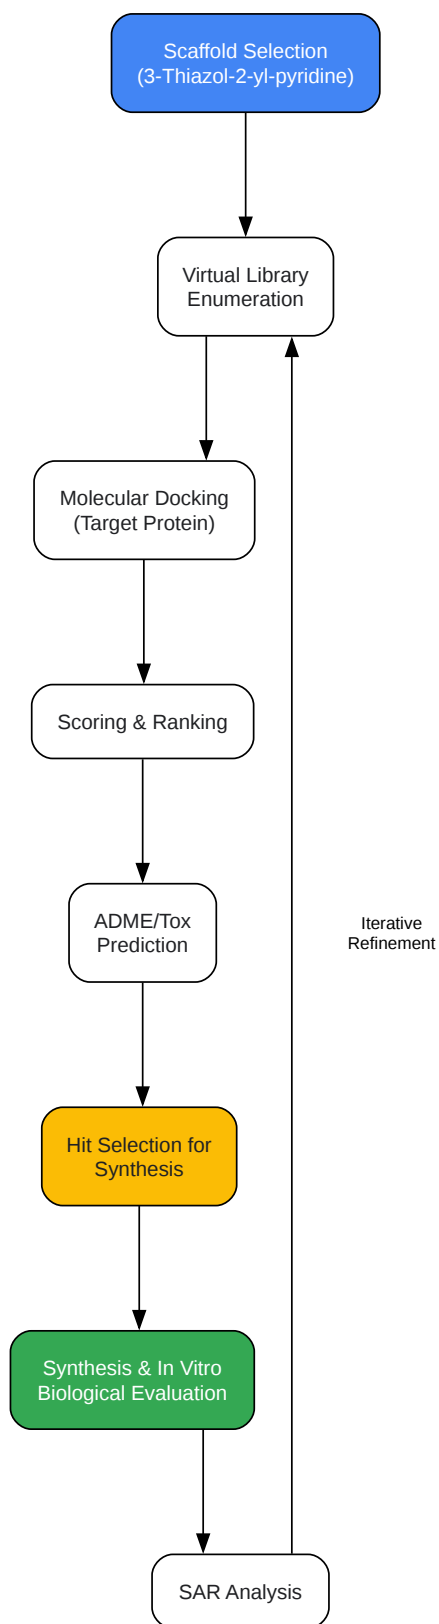 Scaffold Selection
(3-Thiazol-2-yl-pyridine)
Virtual Library
Enumeration
Molecular Docking
(Target Protein)
Scoring & Ranking
ADME/Tox
Prediction
Iterative
Refinement
Hit Selection for
Synthesis
Synthesis & In Vitro
Biological Evaluation
SAR Analysis